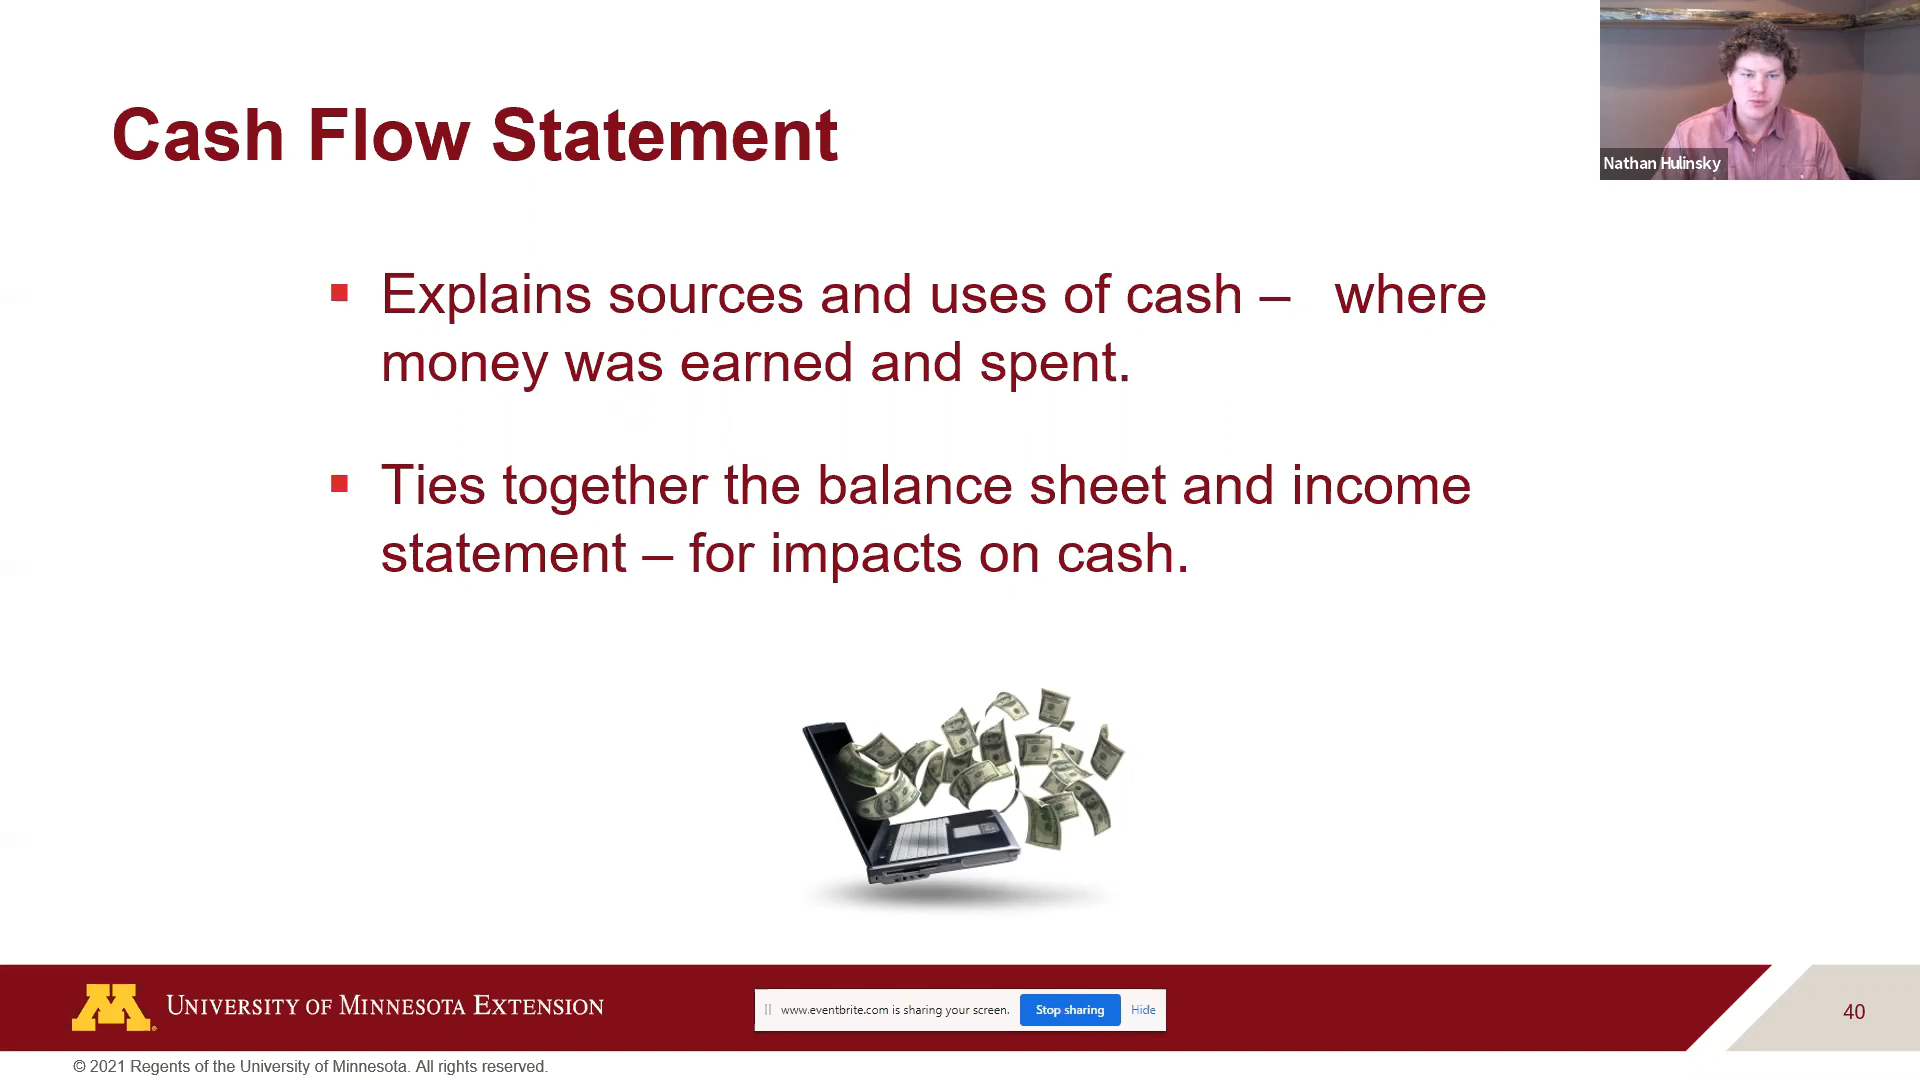 Cash Flow Statement
Nathan Hulinsky
▪ Explains sources and uses of cash – where
money was earned and spent.
▪ Ties together the balance sheet and income
statement – for impacts on cash.
University of Minnesota Extension
www.eventbrite.com is sharing your screen. Stop sharing Hide
40
© 2021 Regents of the University of Minnesota. All rights reserved.